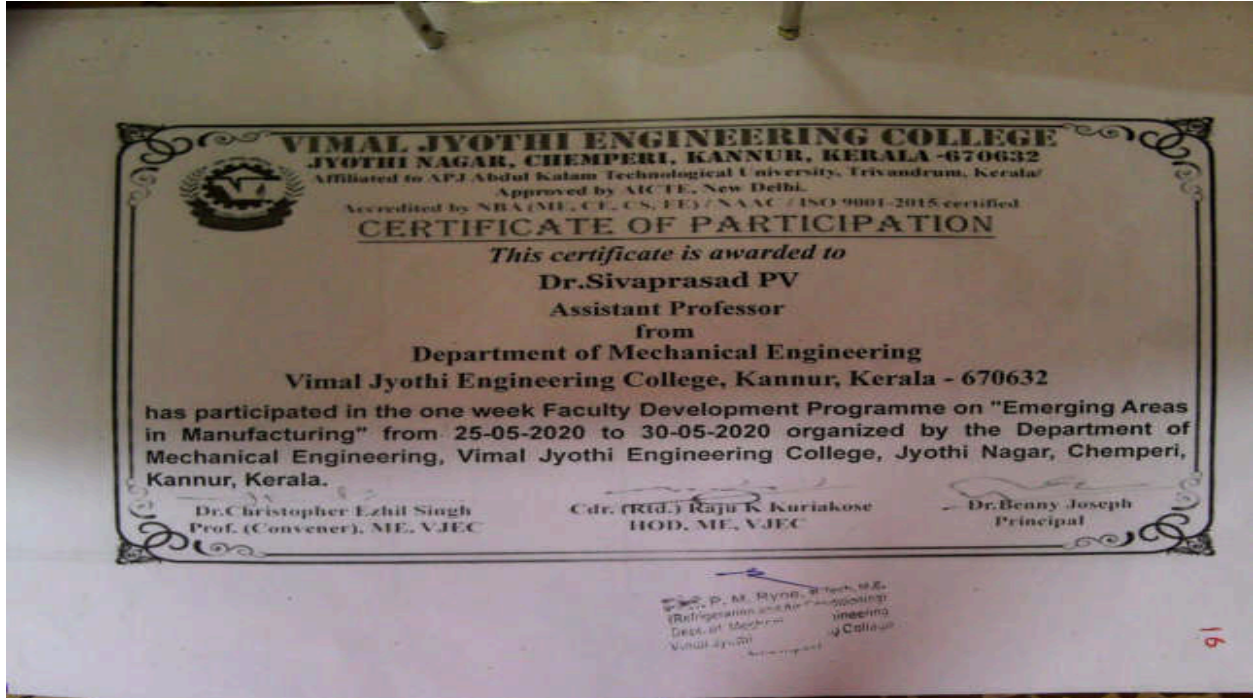 VIMAL JYOTHI ENGINEERING COLLEGE
JYOTHI NAGAR, CHEMPERI, KANNUR, KERALA -670632
Affiliated to APJ Abdul Kalam Technological University, Trivandrum, Kerala/
Approved by AICTE, New Delhi.
Accredited by NBA (ME, CE, CS, EE) / NAAC / ISO 9001-2015 certified
CERTIFICATE OF PARTICIPATION
This certificate is awarded to
Dr.Sivaprasad PV
Assistant Professor
from
Department of Mechanical Engineering
Vimal Jyothi Engineering College, Kannur, Kerala - 670632
has participated in the one week Faculty Development Programme on "Emerging Areas
in Manufacturing" from 25-05-2020 to 30-05-2020 organized by the Department of
Mechanical Engineering, Vimal Jyothi Engineering College, Jyothi Nagar, Chemperi,
Kannur, Kerala.
Dr.Christopher Ezhil Singh
Prof. (Convener), ME, VJEC
Cdr. (Rtd.) Raju K Kuriakose
HOD, ME, VJEC
Dr.Benny Joseph
Principal
P. M. Ryne, B.Tech, M.E,
(Refrigeration and Air Conditioning)
Dept. of
16